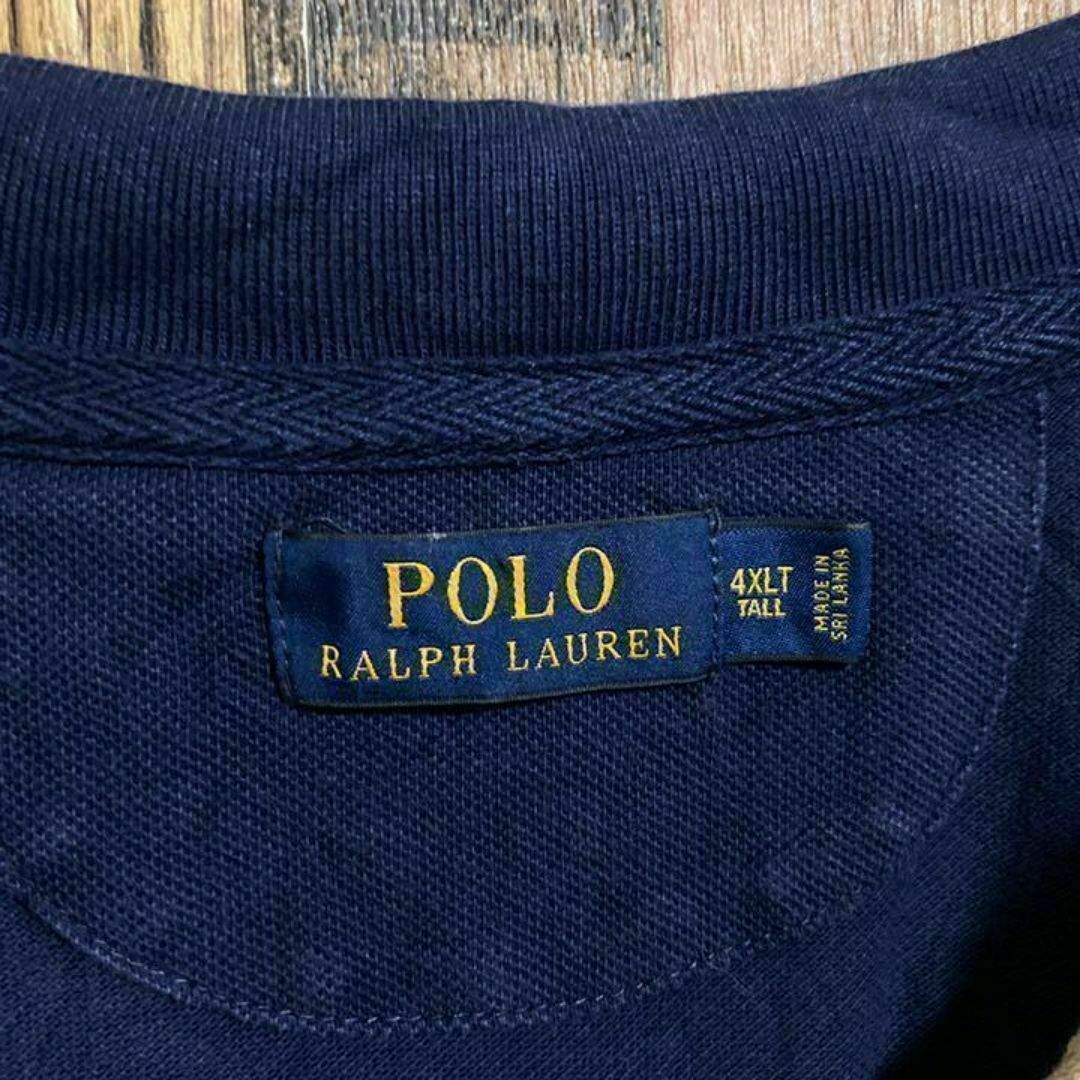 POLO
RALPH LAUREN
4XLT
TALL
MADE IN
SRI LANKA